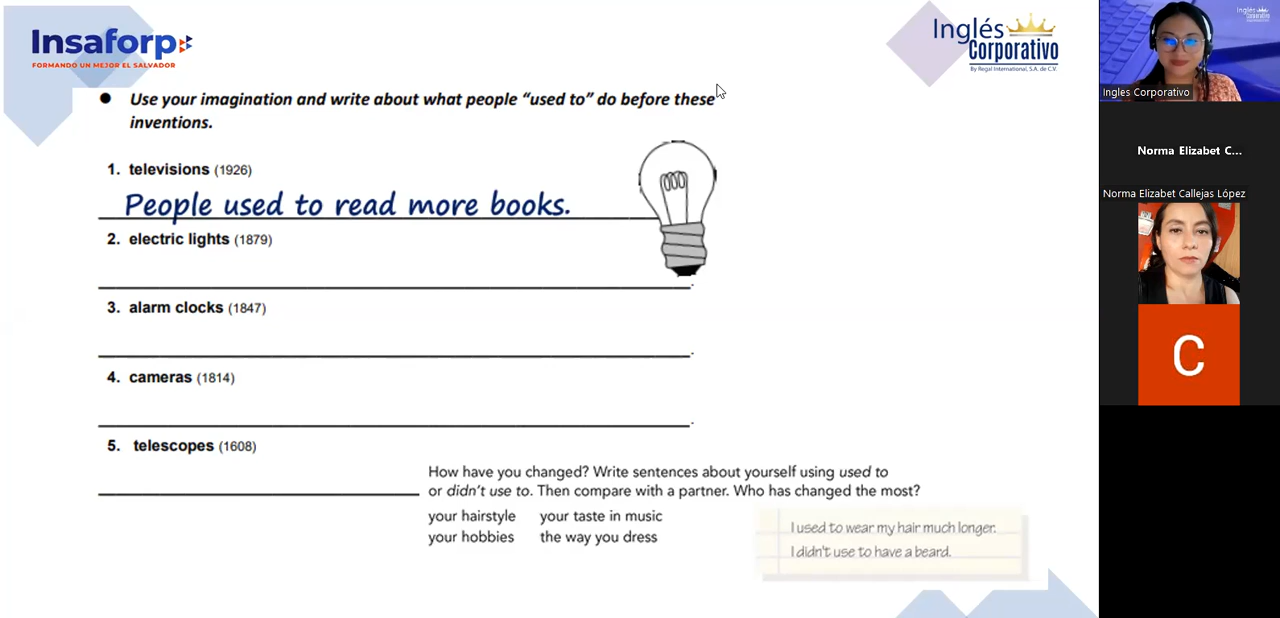 Insaforp
FORMANDO UN MEJOR EL SALVADOR
Inglés
Corporativo
By Regal International, S.A. de C.V.
● Use your imagination and write about what people “used to” do before these
inventions.
1. televisions (1926)
People used to read more books.
2. electric lights (1879)
3. alarm clocks (1847)
4. cameras (1814)
5. telescopes (1608)
How have you changed? Write sentences about yourself using used to
or didn't use to. Then compare with a partner. Who has changed the most?
your hairstyle your taste in music
your hobbies the way you dress
I used to wear my hair much longer.
I didn't use to have a beard.
Ingles Corporativo
Norma Elizabet C...
Norma Elizabet Callejas López
C